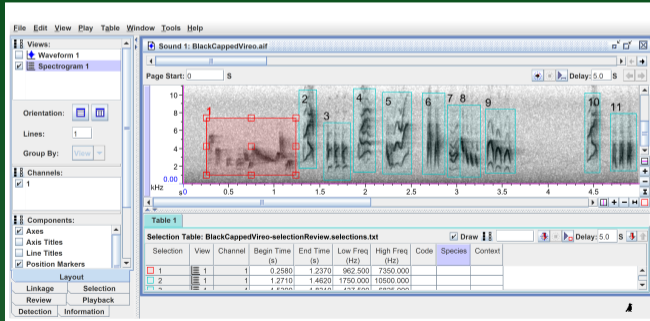 File Edit View Play Table Window Tools Help
Views:
Waveform 1
Spectrogram 1
Orientation:
Lines: 1
Group By: View
Channels:
1
Components:
Axes
Axis Titles
Line Titles
Position Markers
Layout
Linkage Selection
Review Playback
Detection Information
Sound 1: BlackCappedVireo.aif
Page Start: 0 S Delay: 5.0 S
10
8
6
4
2
0.00
kHz
1 2 3 4 5 6 7 8 9 10 11
s0 0.5 1 1.5 2 2.5 3 3.5 4 4.5
Table 1
Selection Table: BlackCappedVireo-selectionReview.selections.txt Draw Delay: 5.0 S
Selection View Channel Begin Time (s) End Time (s) Low Freq (Hz) High Freq (Hz) Code Species Context
1 1 1 0.2580 1.2370 962.500 7350.000
2 1 1 1.2710 1.4620 1750.000 10500.000